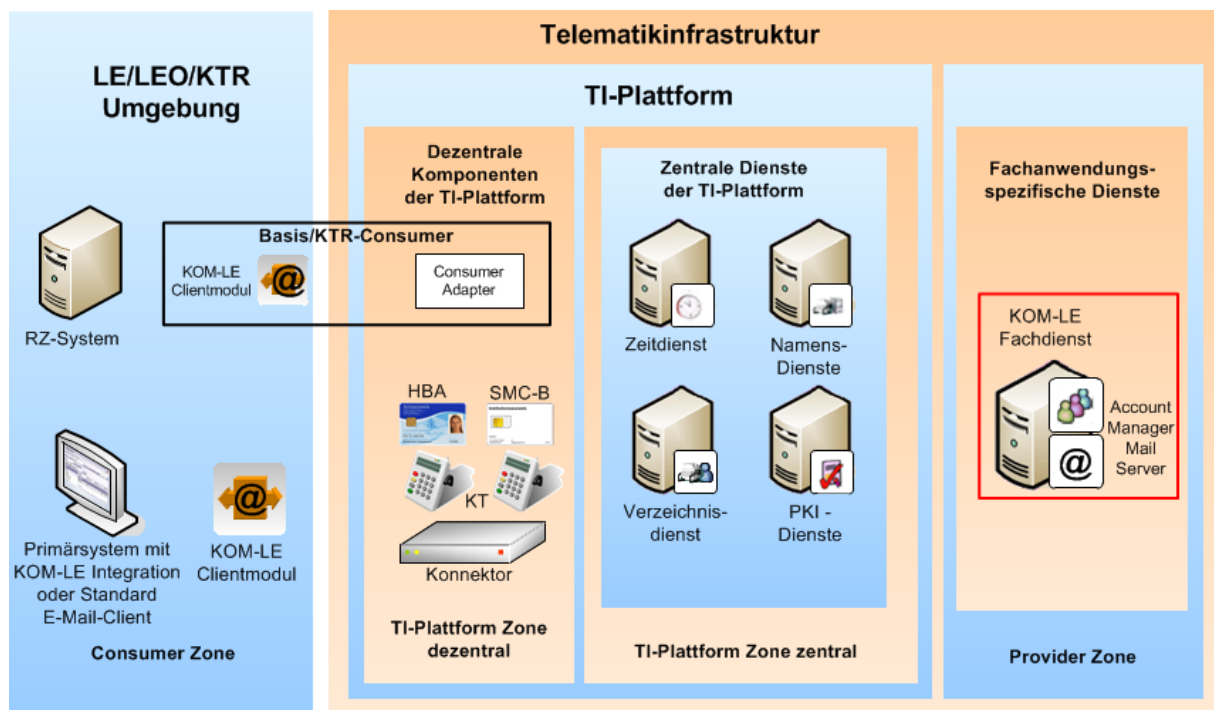 LE/LEO/KTR
Umgebung
RZ-System
Primärsystem mit
KOM-LE Integration
oder Standard
E-Mail-Client
KOM-LE
Clientmodul
Consumer Zone
Basis/KTR-Consumer
KOM-LE
Clientmodul
Consumer
Adapter
Telematikinfrastruktur
TI-Plattform
Dezentrale
Komponenten
der TI-Plattform
HBA
SMC-B
KT
Konnektor
TI-Plattform Zone
dezentral
Zentrale Dienste
der TI-Plattform
Zeitdienst
Namens-
Dienste
Verzeichnis-
dienst
PKI -
Dienste
TI-Plattform Zone zentral
Fachanwendungs-
spezifische Dienste
KOM-LE
Fachdienst
Account
Manager
Mail
Server
Provider Zone